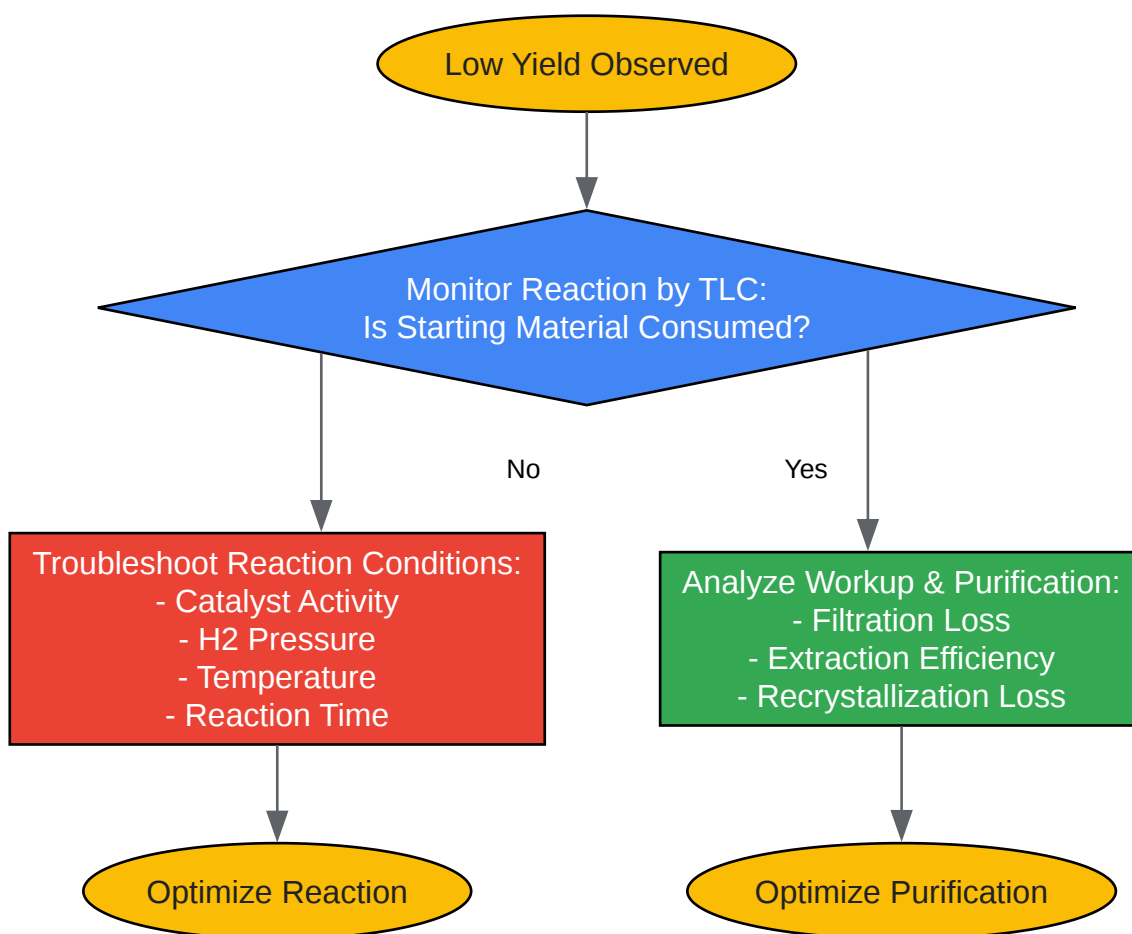 Low Yield Observed
Monitor Reaction by TLC:
Is Starting Material Consumed?
No
Yes
Troubleshoot Reaction Conditions:
- Catalyst Activity
- H2 Pressure
- Temperature
- Reaction Time
Analyze Workup & Purification:
- Filtration Loss
- Extraction Efficiency
- Recrystallization Loss
Optimize Reaction
Optimize Purification